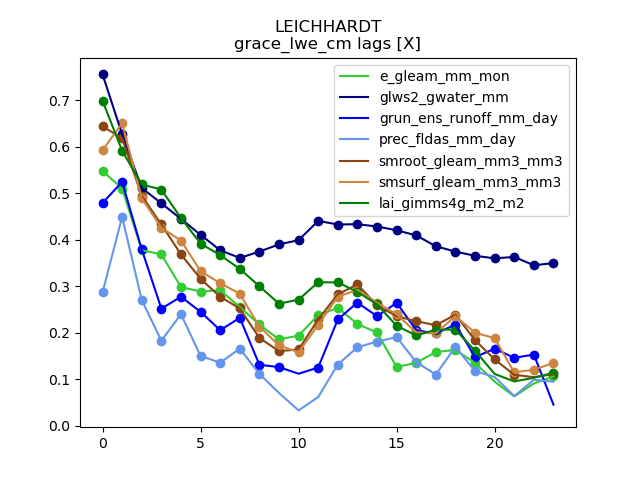 LEICHHARDT
grace_lwe_cm lags [X]
e_gleam_mm_mon
glws2_gwater_mm
grun_ens_runoff_mm_day
prec_fldas_mm_day
smroot_gleam_mm3_mm3
smsurf_gleam_mm3_mm3
lai_gimms4g_m2_m2
0.7
0.6
0.5
0.4
0.3
0.2
0.1
0.0
0 5 10 15 20